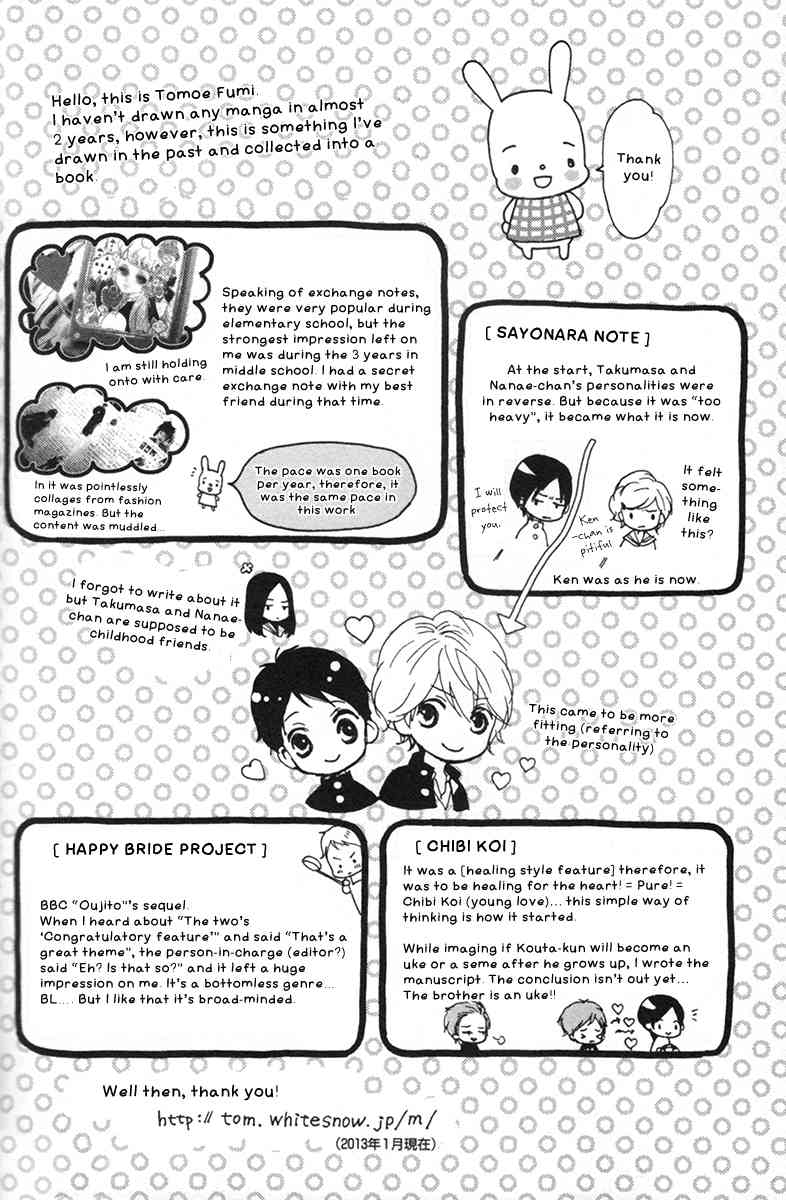 Hello, this is Tomoe Fumi.
I haven't drawn any manga in almost
2 years, however, this is something I've
drawn in the past and collected into a
book
Thank
you!
Speaking of exchange notes,
they were very popular during
elementary school, but the
strongest impression left on
me was during the 3 years in
middle school. I had a secret
exchange note with my best
friend during that time.
I am still holding
onto with care.
In it was pointlessly
collages from fashion
magazines. But the
content was muddled...
The pace was one book
per year, therefore, it
was the same pace in
this work
[ SAYONARA NOTE ]
At the start, Takumasa and
Nanae-chan's personalities were
in reverse. But because it was "too
heavy", it became what it is now.
I will
protect
you.
Ken
-chan is
pitiful
It felt
some-
thing
like
this?
Ken was as he is now.
I forgot to write about it
but Takumasa and Nanae-
chan are supposed to be
childhood friends.
This came to be more
fitting (referring to
the personality)
[ HAPPY BRIDE PROJECT ]
BBC "Oujito"'s sequel.
When I heard about "The two's
'Congratulatory feature'" and said "That's a
great theme", the person-in-charge (editor?)
said "Eh? Is that so?" and it left a huge
impression on me. It's a bottomless genre...
BL.... But I like that it's broad-minded.
[ CHIBI KOI ]
It was a [healing style feature] therefore, it
was to be healing for the heart! = Pure! =
Chibi Koi (young love)... this simple way of
thinking is how it started.
While imaging if Kouta-kun will become an
uke or a seme after he grows up, I wrote the
manuscript. The conclusion isn't out yet...
The brother is an uke!!
Well then, thank you!
http:// tom.whitesnow.jp/m/
(2013年1月現在)